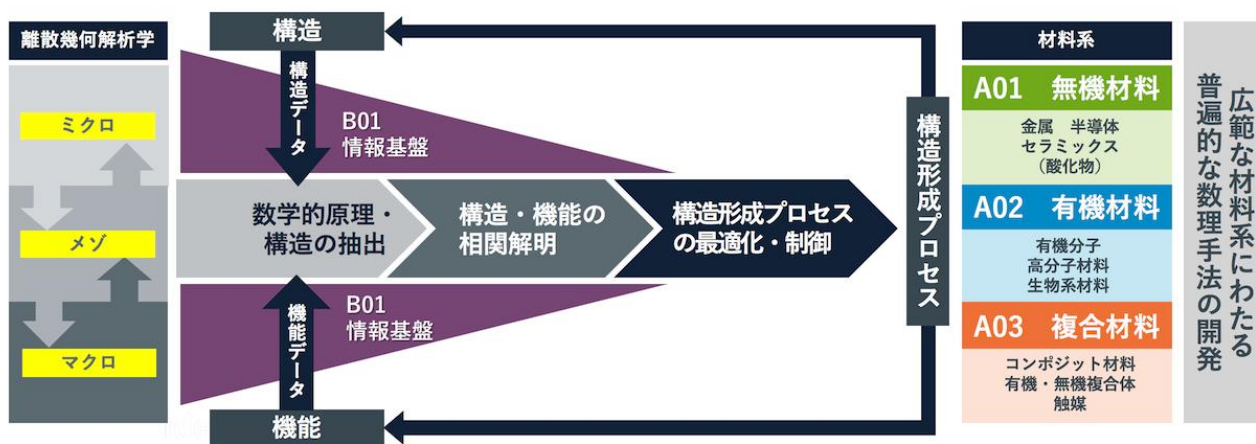 離散幾何解析学
ミクロ
メゾ
マクロ
構造
構造データ
B01
情報基盤
数学的原理・
構造の抽出
構造・機能の
相関解明
構造形成プロセス
の最適化・制御
B01
情報基盤
機能データ
機能
構造形成プロセス
材料系
A01 無機材料
金属 半導体
セラミックス
（酸化物）
A02 有機材料
有機分子
高分子材料
生物系材料
A03 複合材料
コンポジット材料
有機・無機複合体
触媒
広範な材料系にわたる
普遍的な数理手法の開発